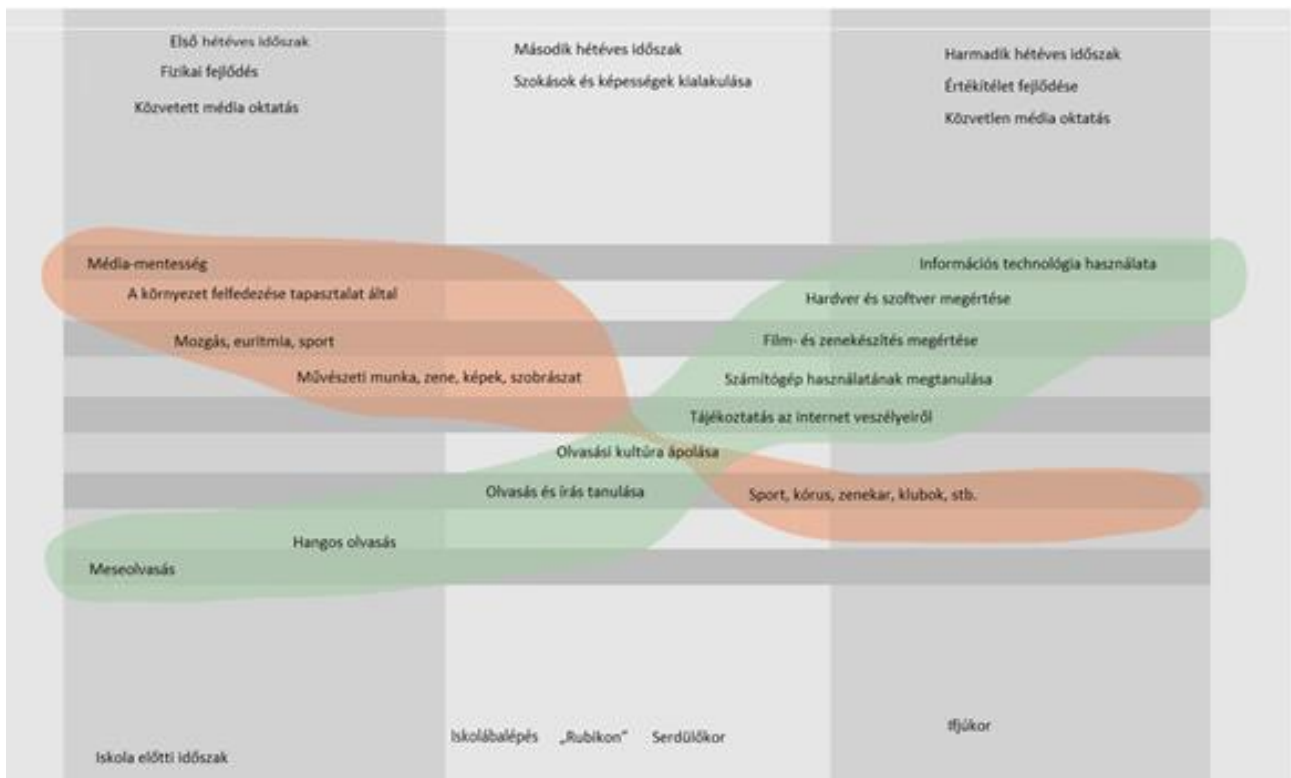 Első hétéves időszak
Fizikai fejlődés
Közvetett média oktatás
Második hétéves időszak
Szokások és képességek kialakulása
Harmadik hétéves időszak
Értékítélet fejlődése
Közvetlen média oktatás
Média-mentesség
A környezet felfedezése tapasztalat által
Mozgás, euritmia, sport
Művészeti munka, zene, képek, szobrászat
Információs technológia használata
Hardver és szoftver megértése
Film- és zenekészítés megértése
Számítógép használatának megtanulása
Tájékoztatás az internet veszélyeiről
Olvasási kultúra ápolása
Olvasás és írás tanulása
Sport, kórus, zenekar, klubok, stb.
Hangos olvasás
Meseolvasás
Iskola előtti időszak
Iskolábalépés „Rubikon” Serdülőkor
Ifjúkor